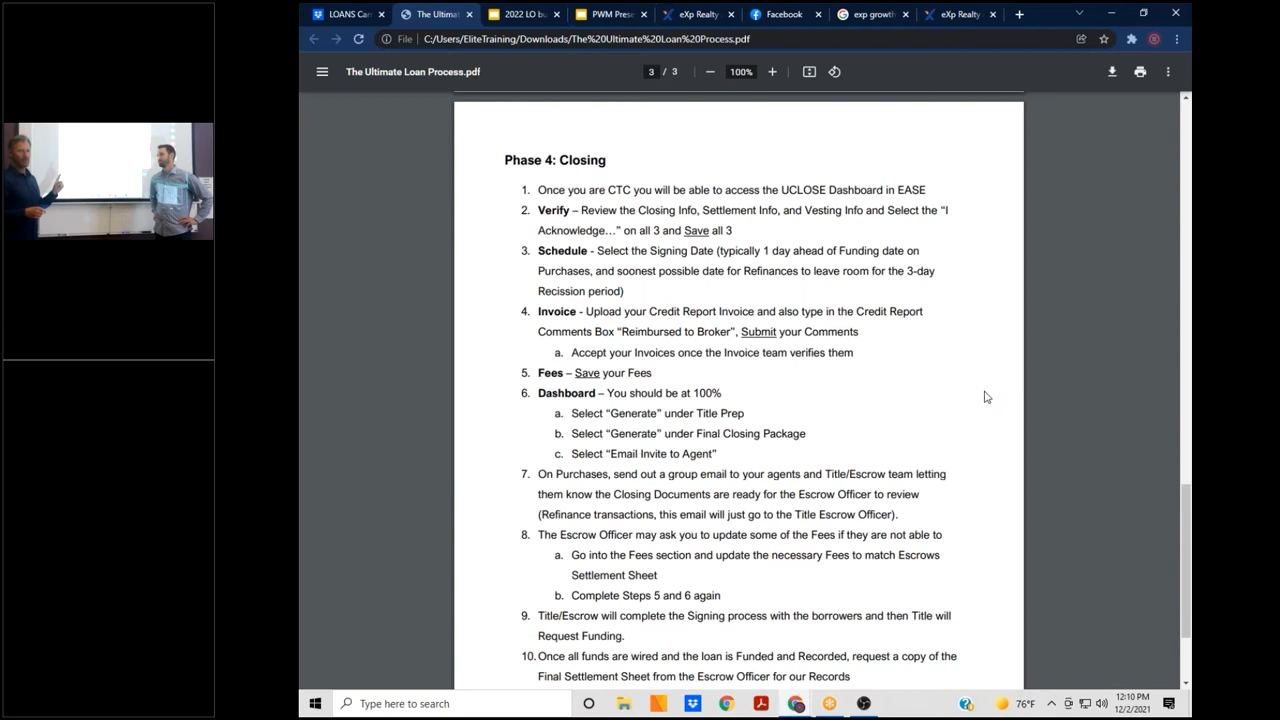 LOANS Can
The Ultimat
2022 LO bu
PWM Prese
eXp Realty
Facebook
exp growth
eXp Realty
File
C:/Users/EliteTraining/Downloads/The%20Ultimate%20Loan%20Process.pdf
The Ultimate Loan Process.pdf
3 / 3
100%
Phase 4: Closing
1. Once you are CTC you will be able to access the UCLOSE Dashboard in EASE
2. Verify – Review the Closing Info, Settlement Info, and Vesting Info and Select the “I
Acknowledge…” on all 3 and Save all 3
3. Schedule - Select the Signing Date (typically 1 day ahead of Funding date on
Purchases, and soonest possible date for Refinances to leave room for the 3-day
Recission period)
4. Invoice - Upload your Credit Report Invoice and also type in the Credit Report
Comments Box “Reimbursed to Broker”, Submit your Comments
a. Accept your Invoices once the Invoice team verifies them
5. Fees – Save your Fees
6. Dashboard – You should be at 100%
a. Select “Generate” under Title Prep
b. Select “Generate” under Final Closing Package
c. Select “Email Invite to Agent”
7. On Purchases, send out a group email to your agents and Title/Escrow team letting
them know the Closing Documents are ready for the Escrow Officer to review
(Refinance transactions, this email will just go to the Title Escrow Officer).
8. The Escrow Officer may ask you to update some of the Fees if they are not able to
a. Go into the Fees section and update the necessary Fees to match Escrows
Settlement Sheet
b. Complete Steps 5 and 6 again
9. Title/Escrow will complete the Signing process with the borrowers and then Title will
Request Funding.
10. Once all funds are wired and the loan is Funded and Recorded, request a copy of the
Final Settlement Sheet from the Escrow Officer for our Records
Type here to search
76°F
12:10 PM
12/2/2021